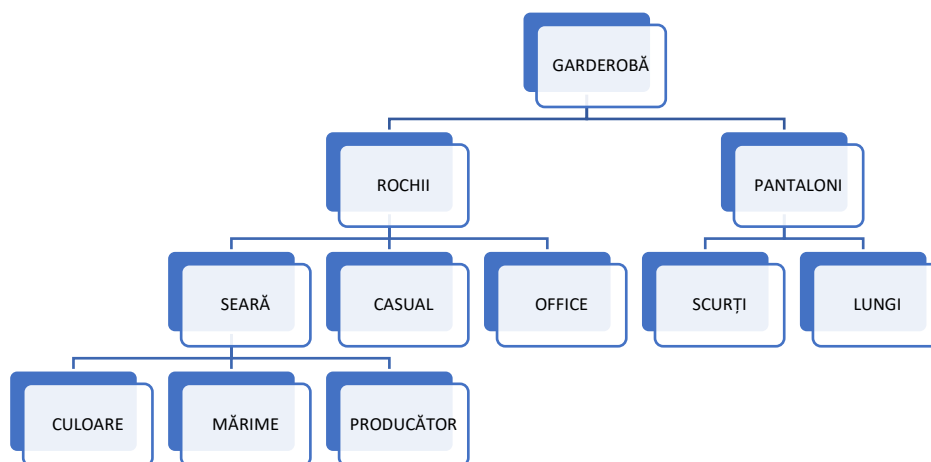 GARDEROBĂ
ROCHII
PANTALONI
SEARĂ
CASUAL
OFFICE
SCURȚI
LUNGI
CULOARE
MĂRIME
PRODUCĂTOR